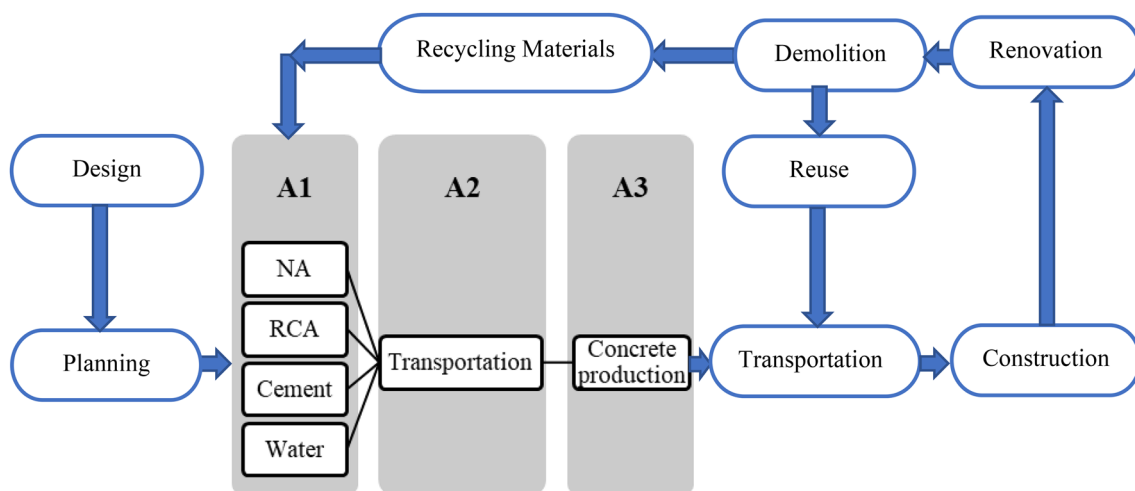 Recycling Materials
Demolition
Renovation
Design
A1
A2
A3
Reuse
NA
RCA
Planning
Transportation
Concrete
production
Transportation
Construction
Cement
Water